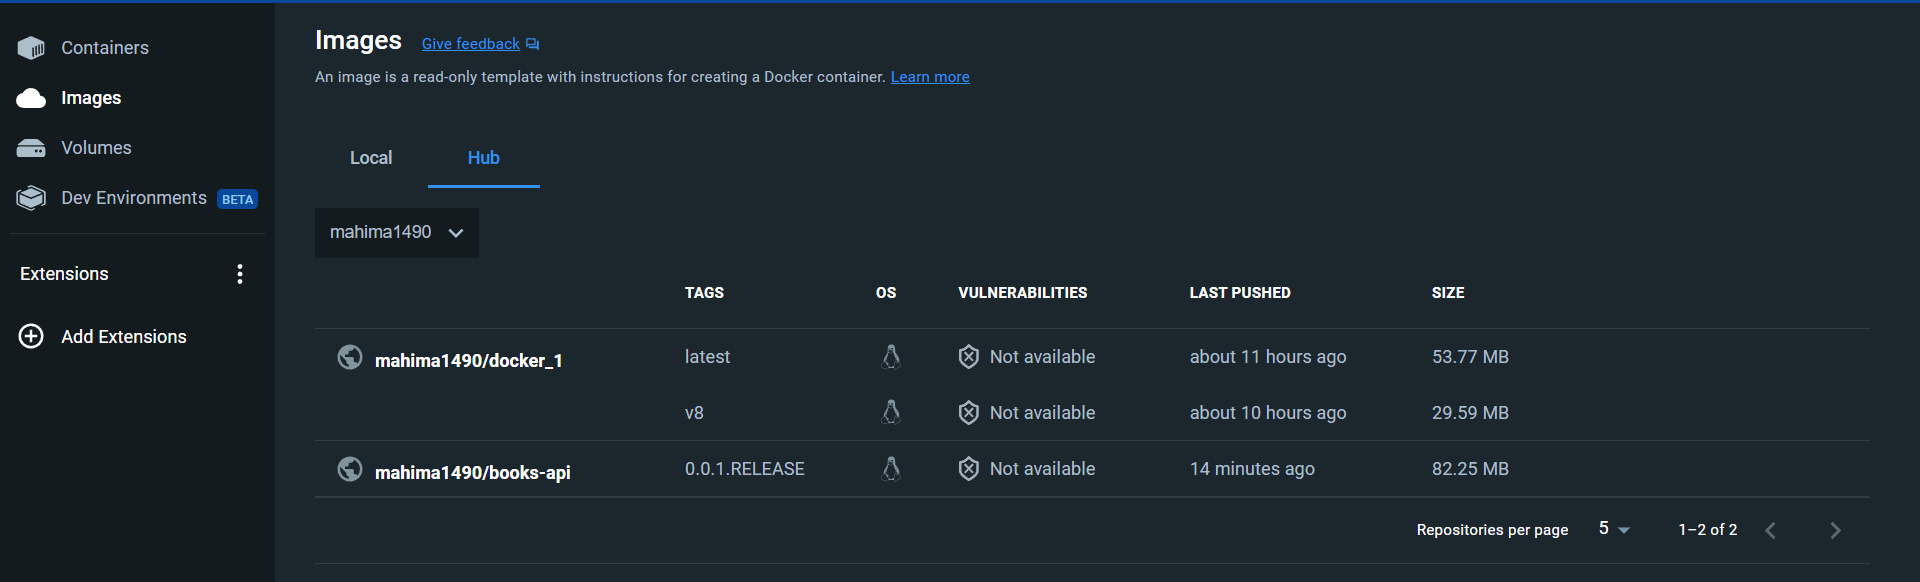 Containers
Images
Volumes
Dev Environments BETA
Extensions
Add Extensions
Images Give feedback
An image is a read-only template with instructions for creating a Docker container. Learn more
Local Hub
mahima1490
TAGS OS VULNERABILITIES LAST PUSHED SIZE
mahima1490/docker_1 latest Not available about 11 hours ago 53.77 MB
v8 Not available about 10 hours ago 29.59 MB
mahima1490/books-api 0.0.1.RELEASE Not available 14 minutes ago 82.25 MB
Repositories per page 5 1–2 of 2